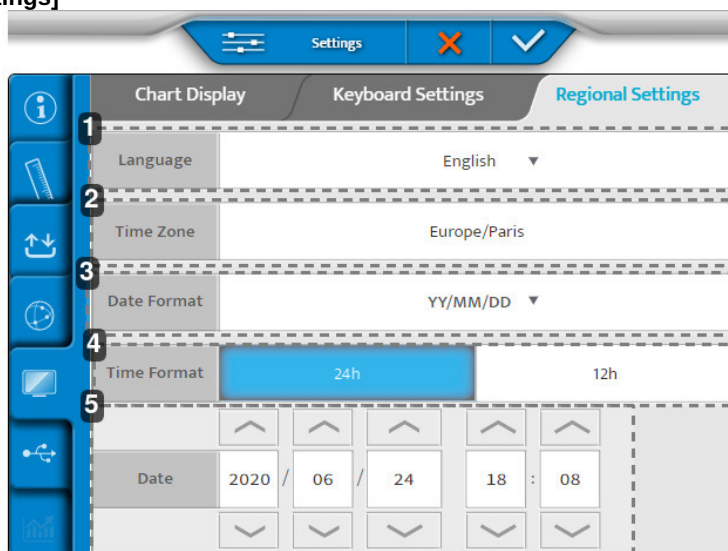 ings]
Settings
Chart Display Keyboard Settings Regional Settings
1
Language English
2
Time Zone Europe/Paris
3
Date Format YY/MM/DD
4
Time Format 24h 12h
5
Date 2020 / 06 / 24 18 : 08